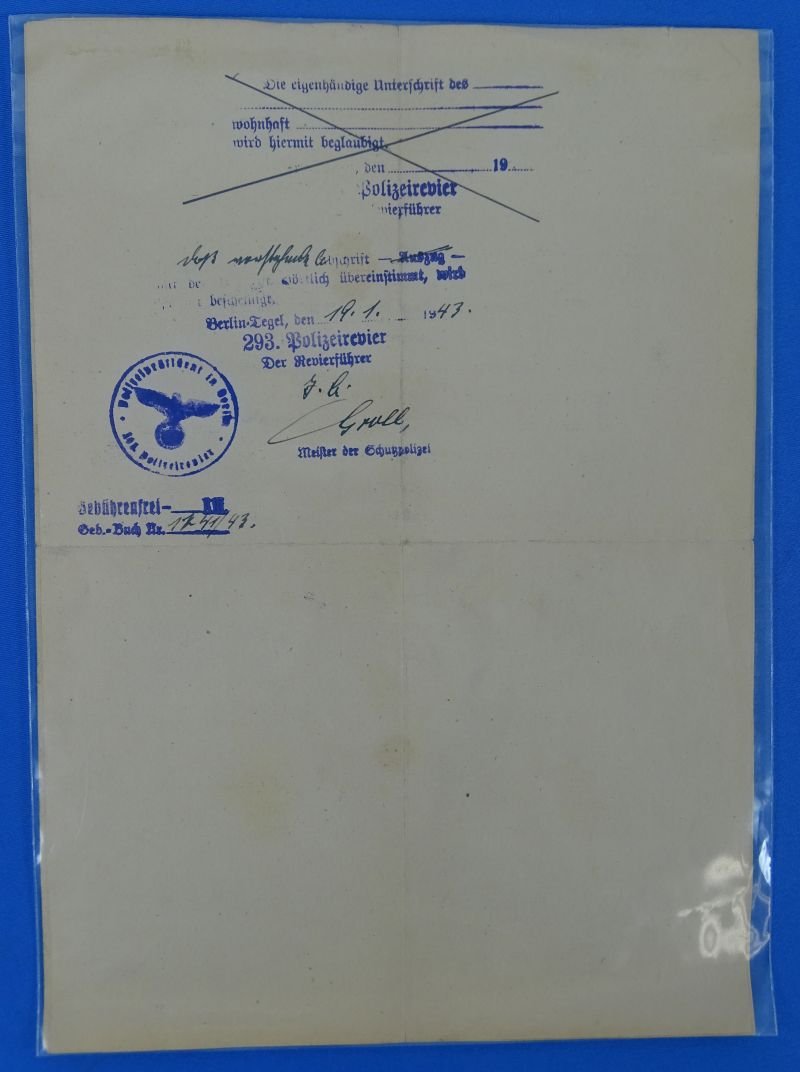 Die eigenhändige Unterschrift des
wohnhaft
wird hiermit beglaubigt.
, den 19
Polizeirevier
Revierführer
Daß vorstehende Abschrift – Auszug –
wörtlich übereinstimmt, wird
bescheinigt.
Berlin-Tegel, den 19. 1. 1943.
293. Polizeirevier
Der Revierführer
Polizeipräsident in Berlin
Polizeirevier
Meister der Schutzpolizei
Gebührenfrei-
Geb.-Buch Nr. /43.